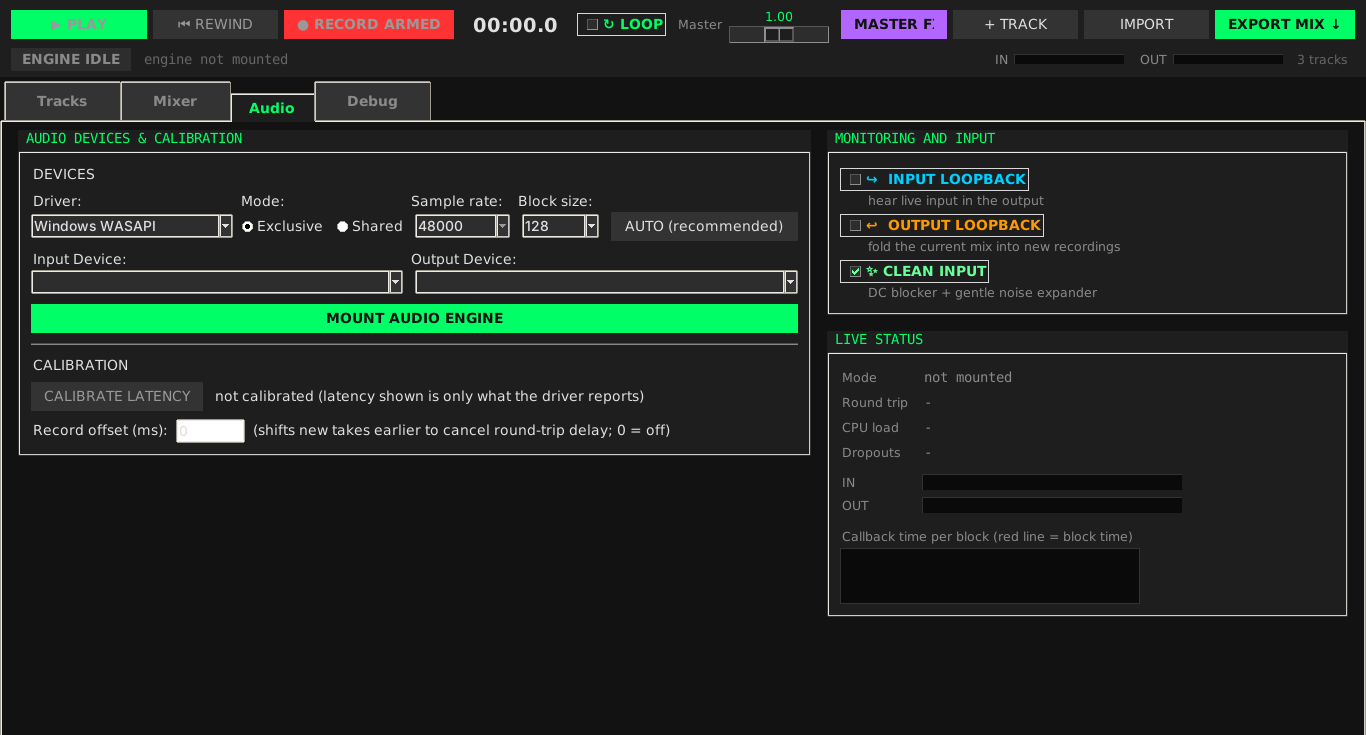 ▶ PLAY ⏮ REWIND ● RECORD ARMED 00:00.0 ↻ LOOP Master 1.00 MASTER F + TRACK IMPORT EXPORT MIX ↓
ENGINE IDLE engine not mounted IN OUT 3 tracks
Tracks Mixer Audio Debug
AUDIO DEVICES & CALIBRATION
DEVICES
Driver: Mode: Sample rate: Block size:
Windows WASAPI Exclusive Shared 48000 128 AUTO (recommended)
Input Device: Output Device:
MOUNT AUDIO ENGINE
CALIBRATION
CALIBRATE LATENCY not calibrated (latency shown is only what the driver reports)
Record offset (ms): 0 (shifts new takes earlier to cancel round-trip delay; 0 = off)
MONITORING AND INPUT
↪ INPUT LOOPBACK
hear live input in the output
↩ OUTPUT LOOPBACK
fold the current mix into new recordings
✨ CLEAN INPUT
DC blocker + gentle noise expander
LIVE STATUS
Mode not mounted
Round trip -
CPU load -
Dropouts -
IN
OUT
Callback time per block (red line = block time)